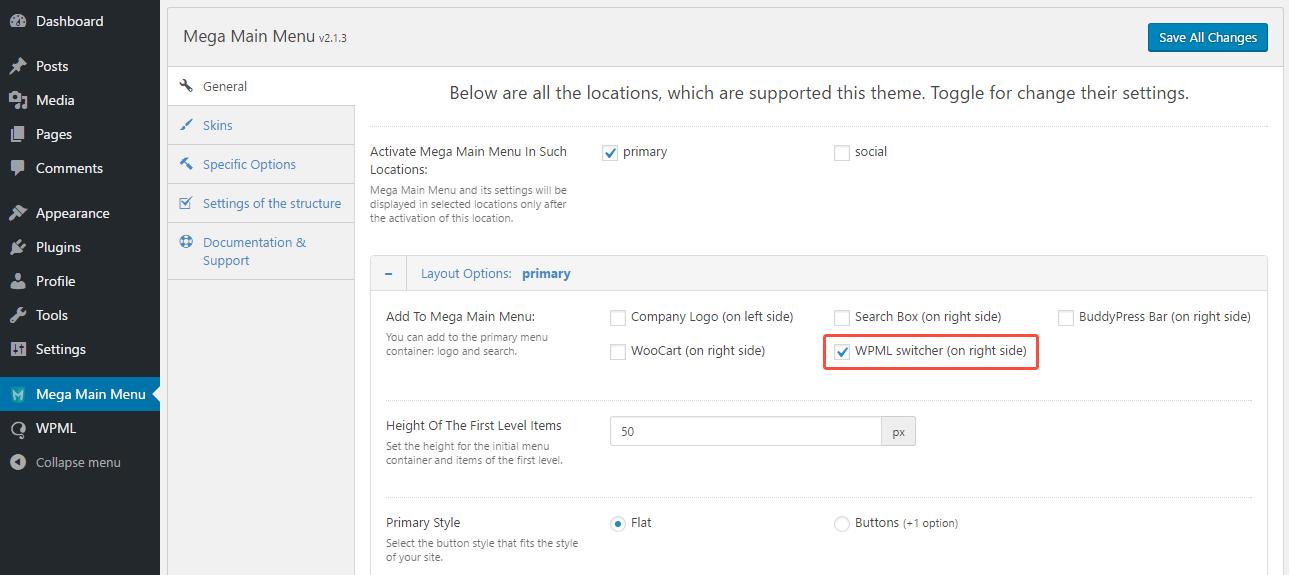 Dashboard
Posts
Media
Pages
Comments
Appearance
Plugins
Profile
Tools
Settings
Mega Main Menu
WPML
Collapse menu
Mega Main Menu v2.1.3
Save All Changes
General
Skins
Specific Options
Settings of the structure
Documentation &
Support
Below are all the locations, which are supported this theme. Toggle for change their settings.
Activate Mega Main Menu In Such
Locations:
Mega Main Menu and its settings will be
displayed in selected locations only after
the activation of this location.
primary
social
− Layout Options: primary
Add To Mega Main Menu:
You can add to the primary menu
container: logo and search.
Company Logo (on left side)
Search Box (on right side)
BuddyPress Bar (on right side)
WooCart (on right side)
WPML switcher (on right side)
Height Of The First Level Items
Set the height for the initial menu
container and items of the first level.
50 px
Primary Style
Select the button style that fits the style
of your site.
Flat
Buttons (+1 option)